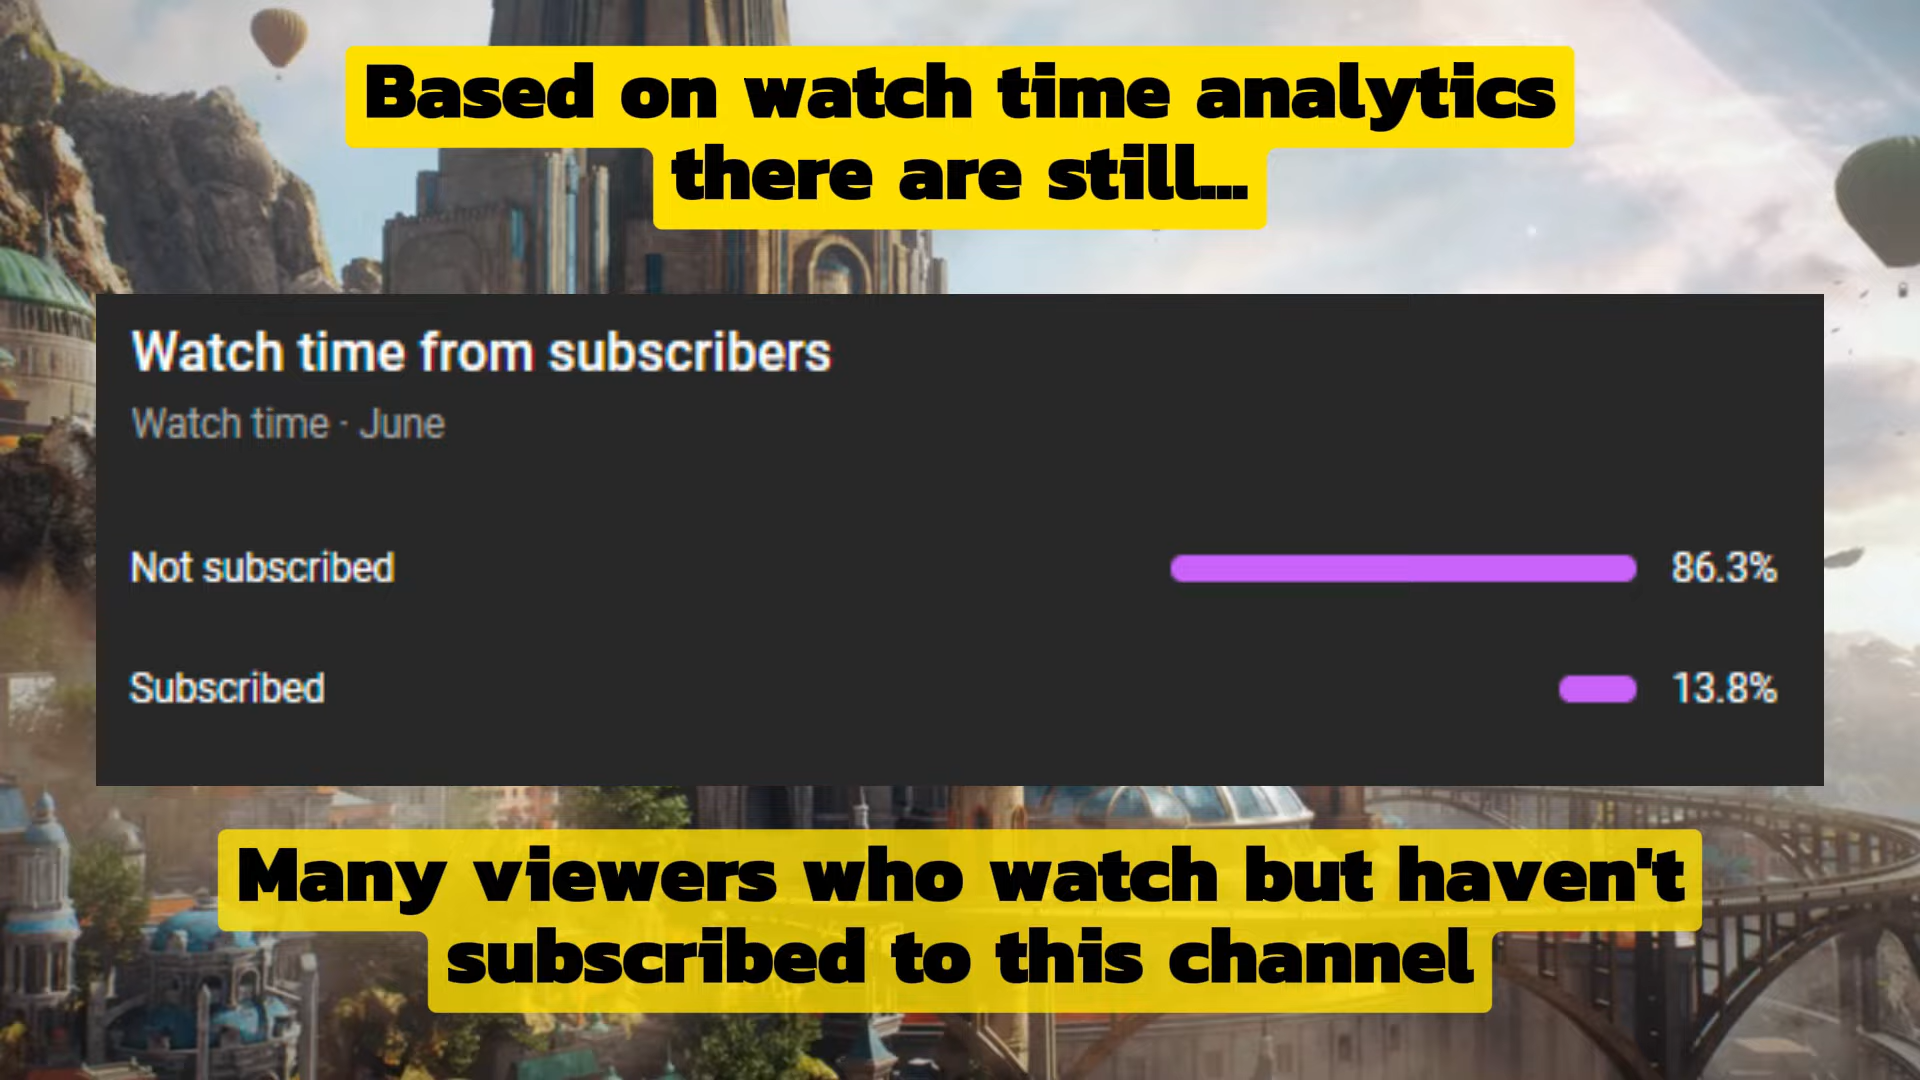 Based on watch time analytics
there are still...
Watch time from subscribers
Watch time · June
Not subscribed 86.3%
Subscribed 13.8%
Many viewers who watch but haven't
subscribed to this channel